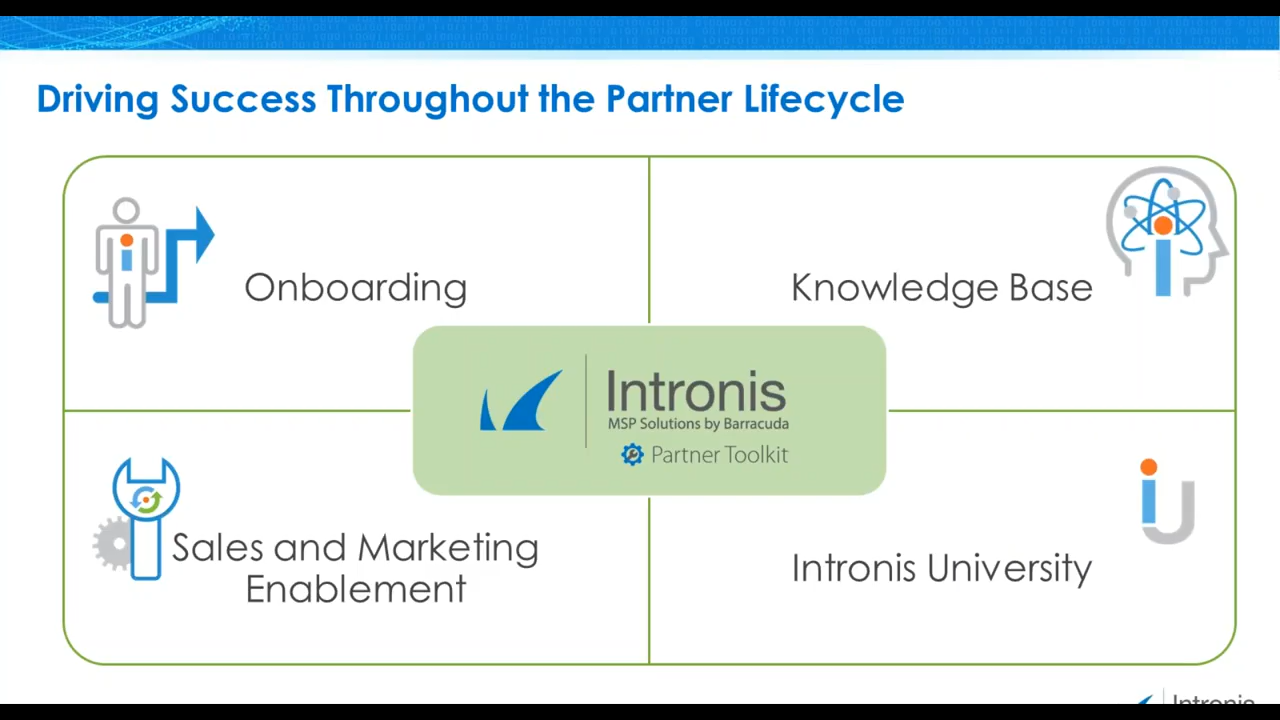 Driving Success Throughout the Partner Lifecycle
Onboarding
Knowledge Base
Intronis
MSP Solutions by Barracuda
Partner Toolkit
Sales and Marketing
Enablement
Intronis University
Intronis